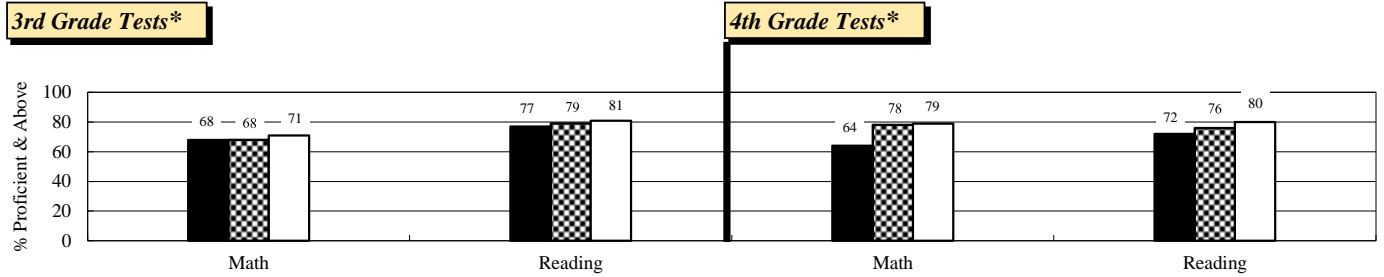 3rd Grade Tests*
4th Grade Tests*
% Proficient & Above
100
80
60
40
20
0
68 68 71
77 79 81
64 78 79
72 76 80
Math Reading Math Reading